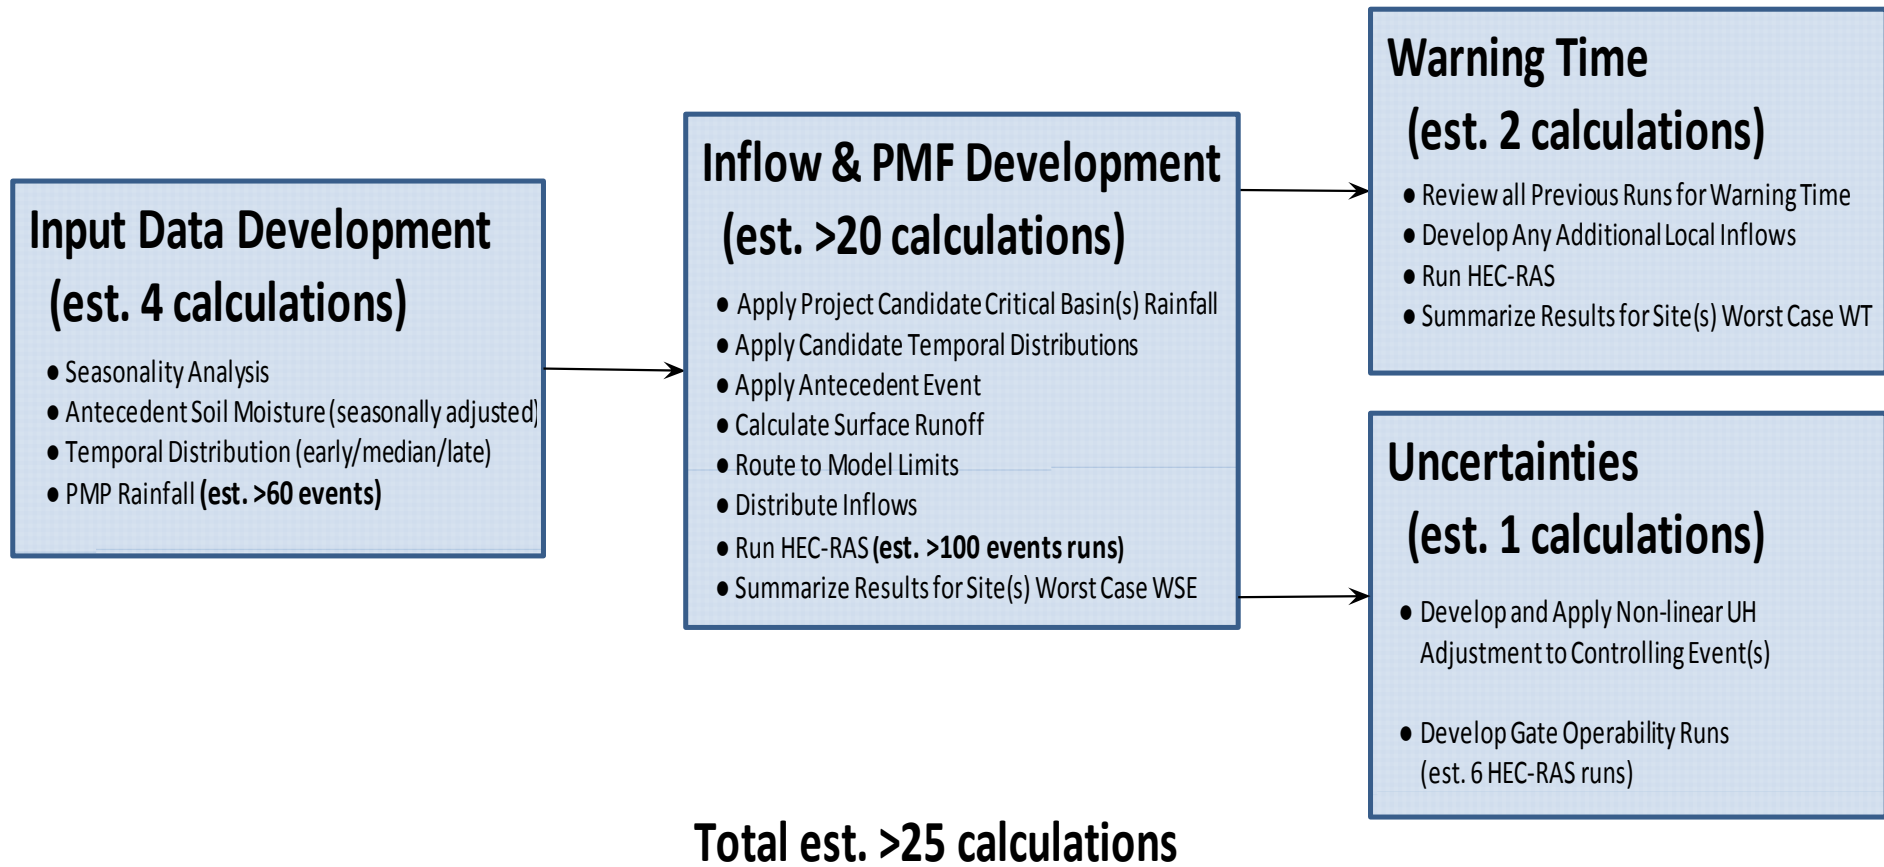 Input Data Development
(est. 4 calculations)
● Seasonality Analysis
● Antecedent Soil Moisture (seasonally adjusted)
● Temporal Distribution (early/median/late)
● PMP Rainfall (est. >60 events)
Inflow & PMF Development
(est. >20 calculations)
● Apply Project Candidate Critical Basin(s) Rainfall
● Apply Candidate Temporal Distributions
● Apply Antecedent Event
● Calculate Surface Runoff
● Route to Model Limits
● Distribute Inflows
● Run HEC-RAS (est. >100 events runs)
● Summarize Results for Site(s) Worst Case WSE
Warning Time
(est. 2 calculations)
● Review all Previous Runs for Warning Time
● Develop Any Additional Local Inflows
● Run HEC-RAS
● Summarize Results for Site(s) Worst Case WT
Uncertainties
(est. 1 calculations)
● Develop and Apply Non-linear UH
Adjustment to Controlling Event(s)
● Develop Gate Operability Runs
(est. 6 HEC-RAS runs)
Total est. >25 calculations